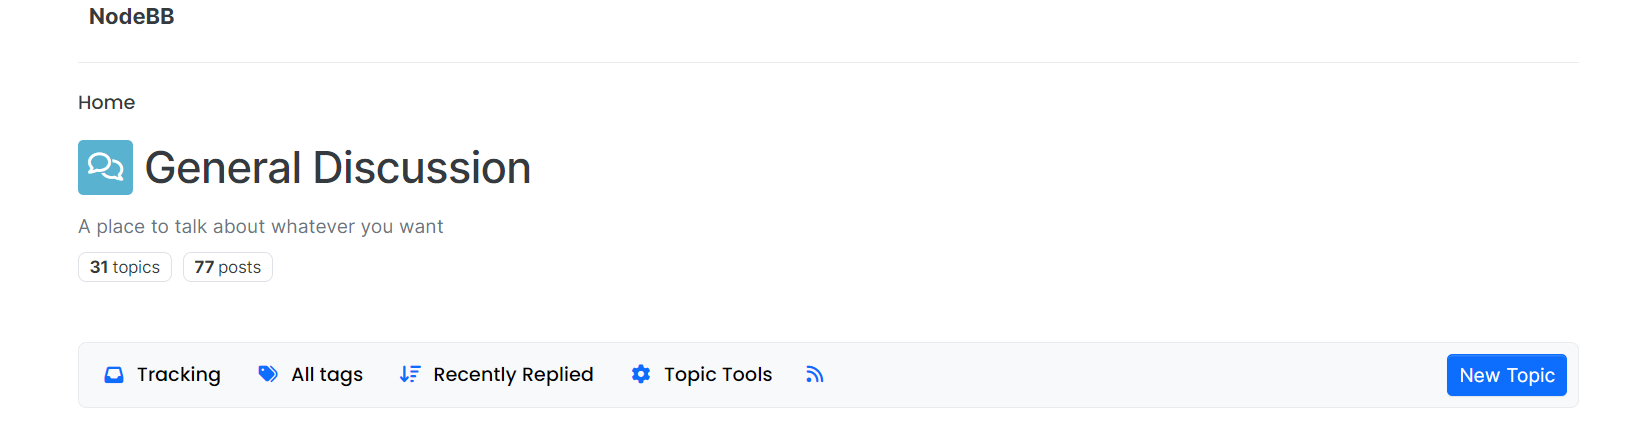 NodeBB
Home
General Discussion
A place to talk about whatever you want
31 topics 77 posts
Tracking All tags Recently Replied Topic Tools New Topic